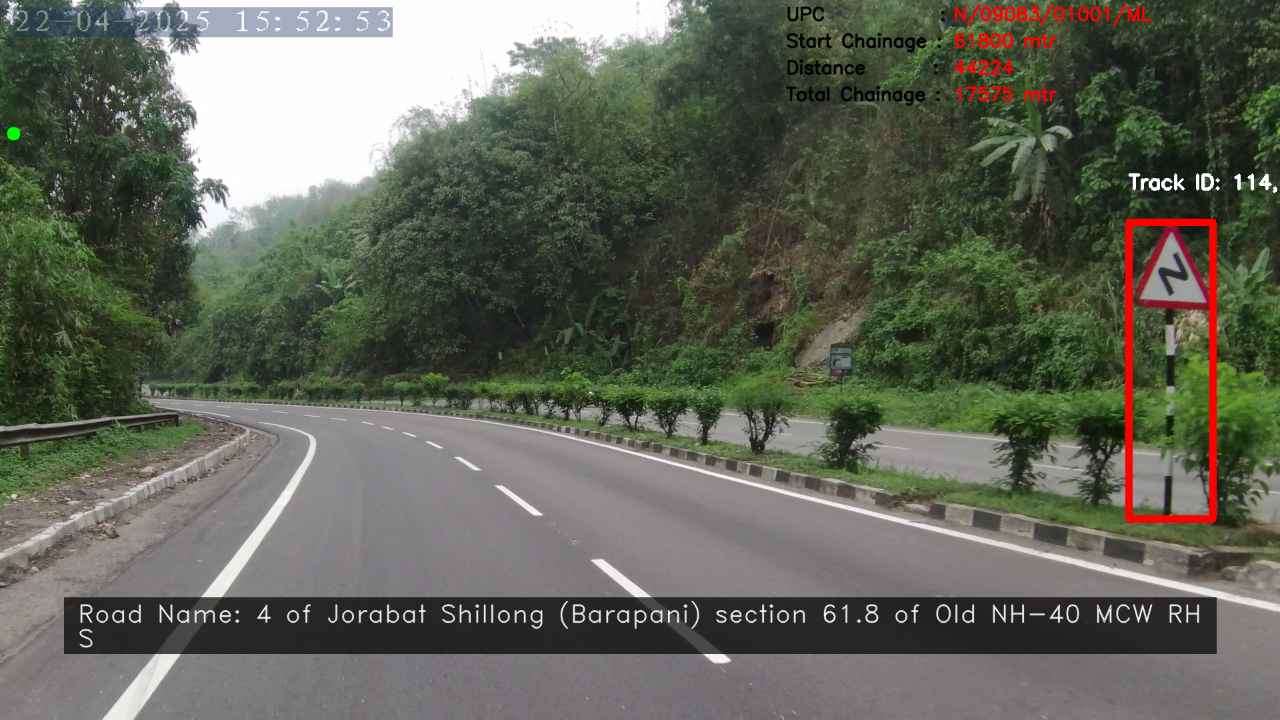 22-04-2025 15:52:53
UPC : N/09083/01001/ML
Start Chainage : 61800 mtr
Distance : 44224
Total Chainage : 17575 mtr
Track ID: 114,
Road Name: 4 of Jorabat Shillong (Barapani) section 61.8 of Old NH-40 MCW RH
S